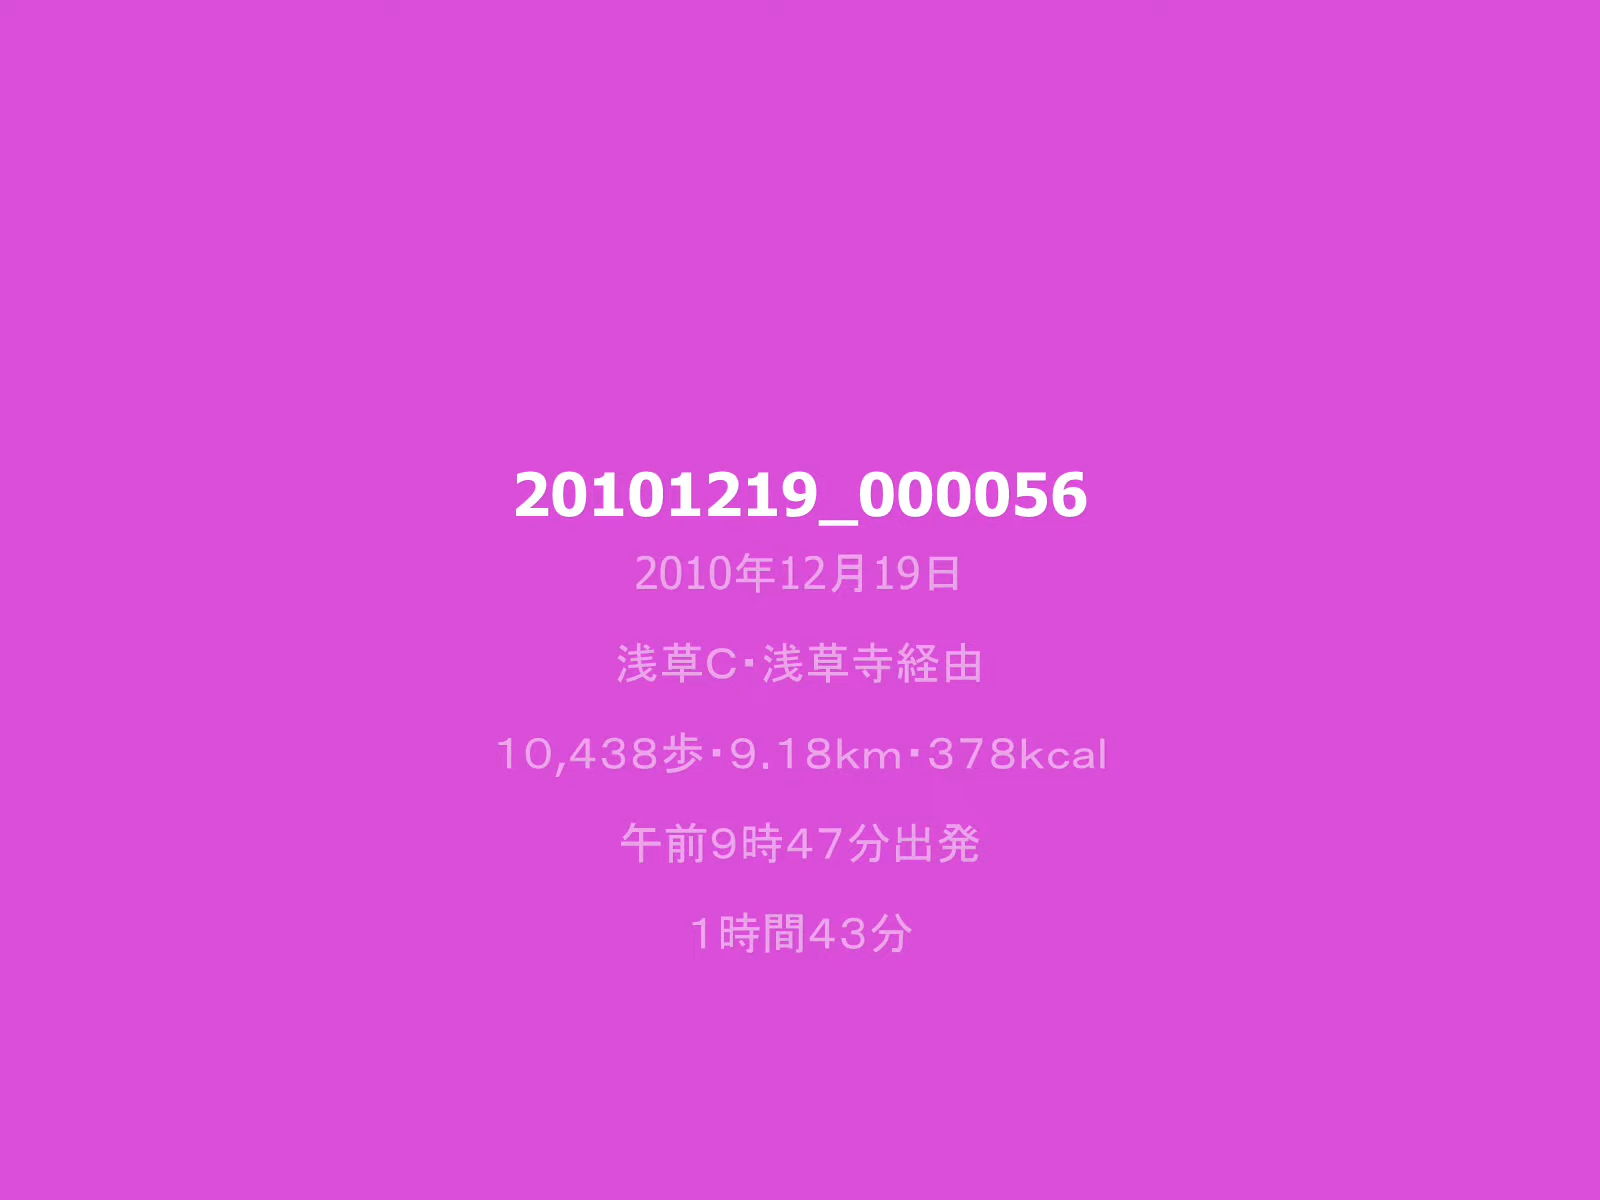 20101219_000056
2010年12月19日
浅草C・浅草寺経由
10,438歩・9.18km・378kcal
午前9時47分出発
1時間43分